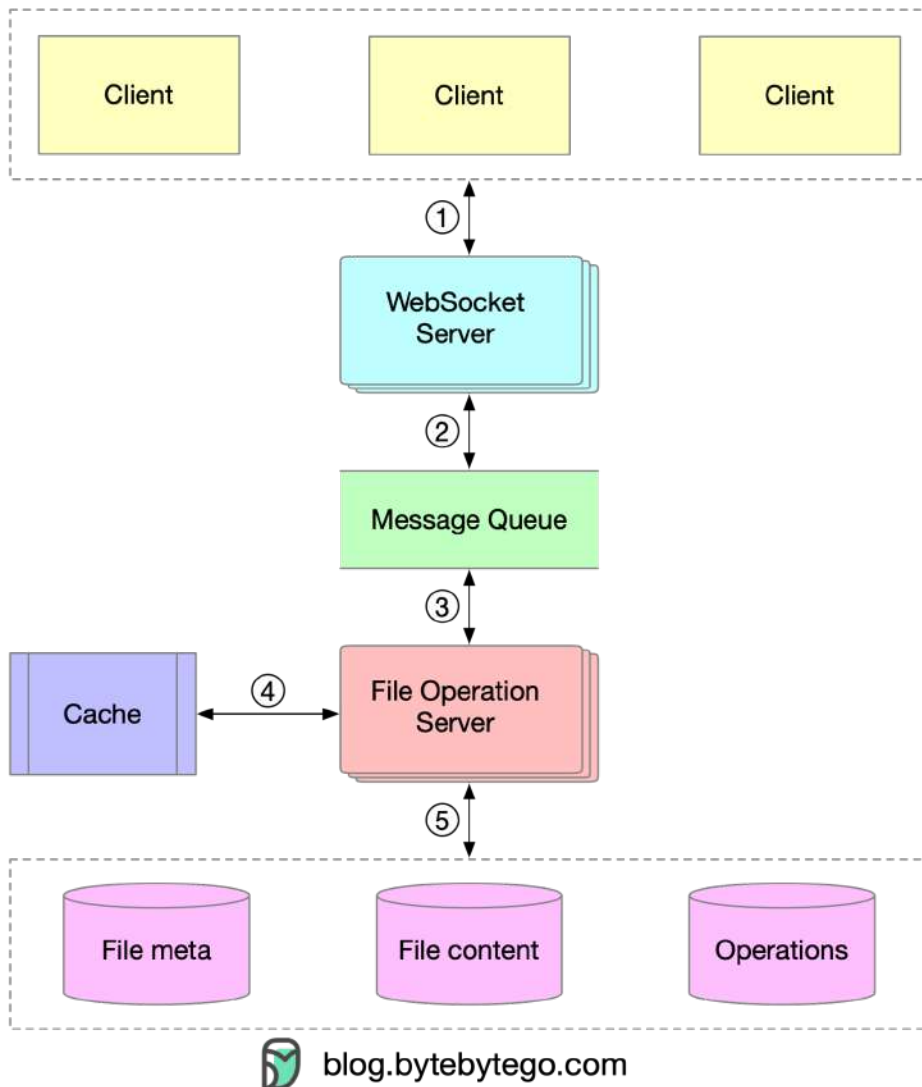 Client
Client
Client
①
WebSocket
Server
②
Message Queue
③
Cache
④
File Operation
Server
⑤
File meta
File content
Operations
blog.bytebytego.com